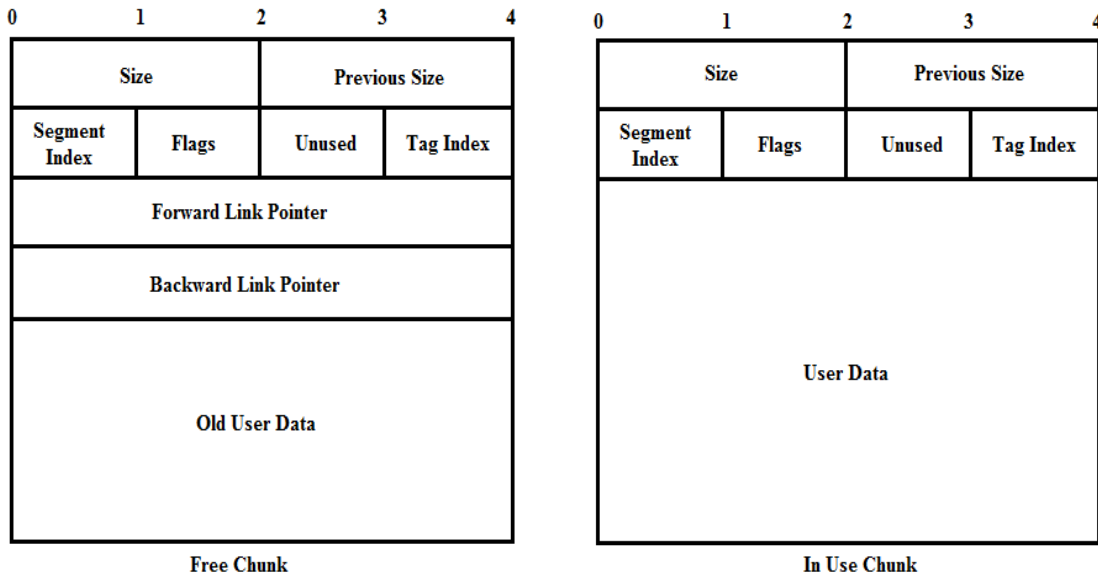 0 1 2 3 4
Size Previous Size
Segment Index Flags Unused Tag Index
Forward Link Pointer
Backward Link Pointer
Old User Data
Free Chunk
0 1 2 3 4
Size Previous Size
Segment Index Flags Unused Tag Index
User Data
In Use Chunk